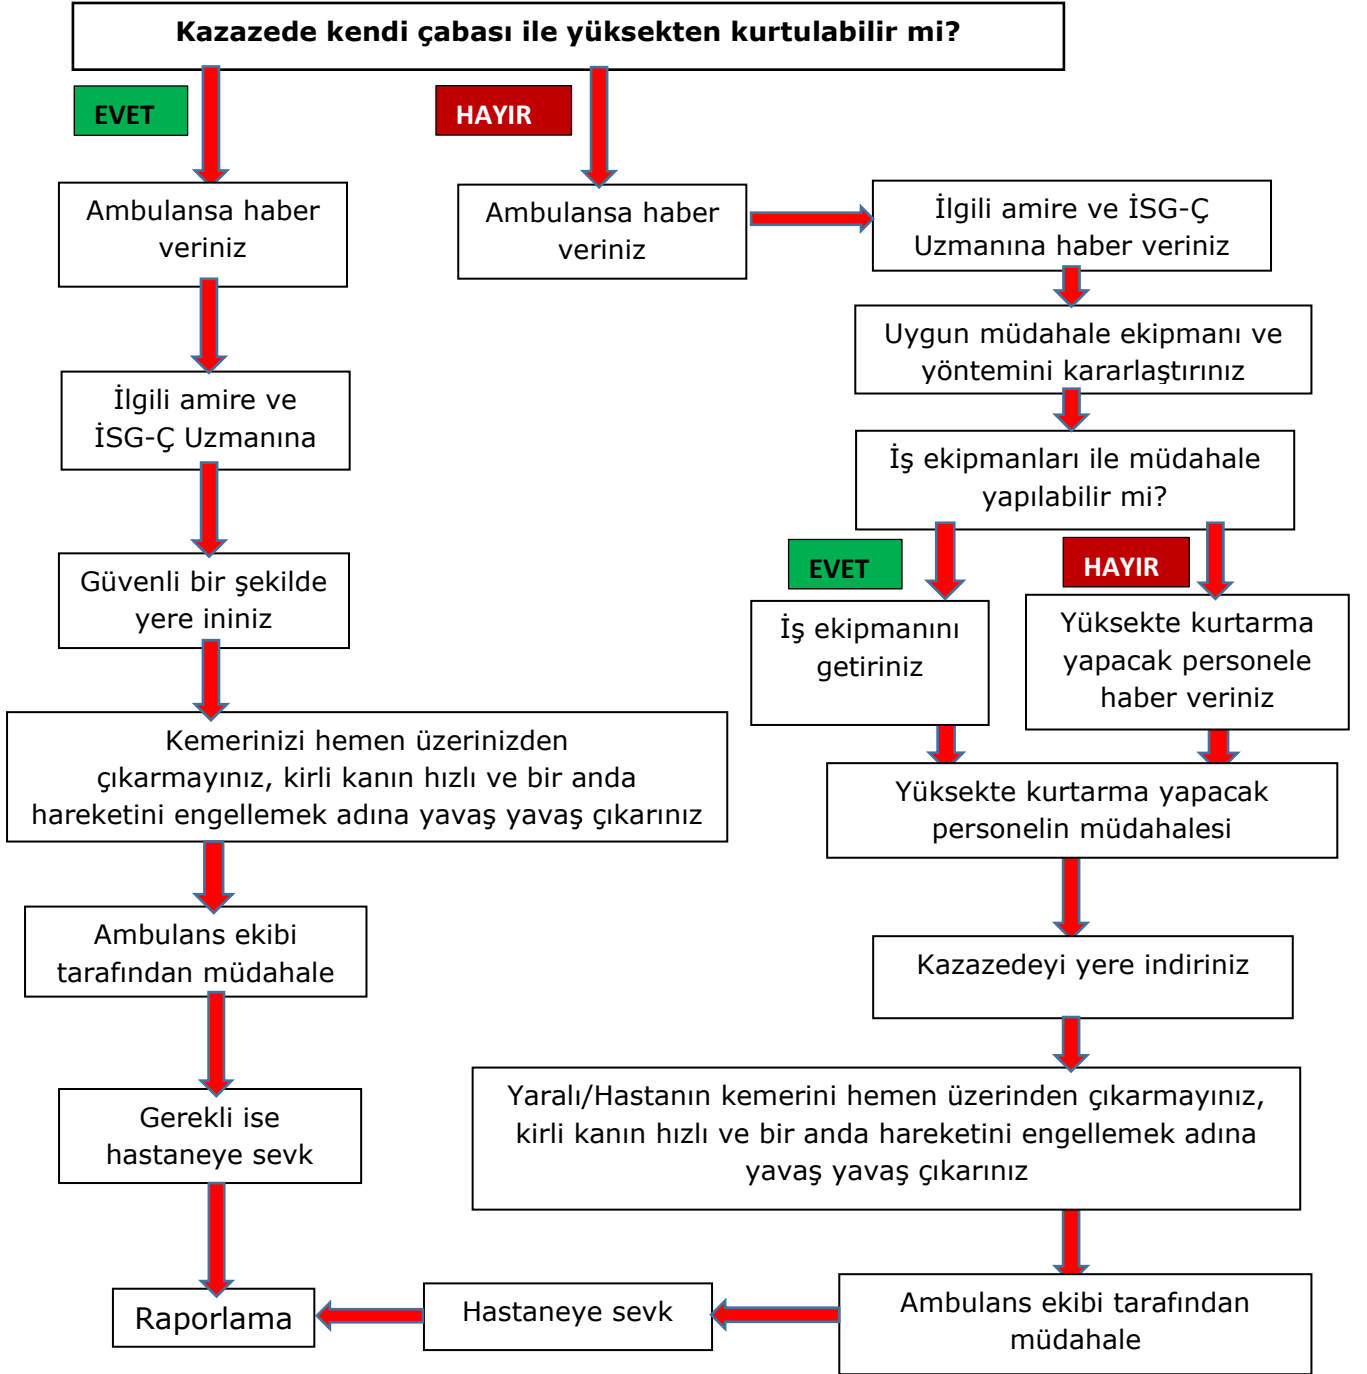 Kazazede kendi çabası ile yüksekten kurtulabilir mi?
EVET
HAYIR
Ambulansa haber
veriniz
İlgili amire ve
İSG-Ç Uzmanına
Güvenli bir şekilde
yere ininiz
Kemerinizi hemen üzerinizden
çıkarmayınız, kirli kanın hızlı ve bir anda
hareketini engellemek adına yavaş yavaş çıkarınız
Ambulans ekibi
tarafından müdahale
Gerekli ise
hastaneye sevk
Ambulansa haber
veriniz
İlgili amire ve İSG-Ç
Uzmanına haber veriniz
Uygun müdahale ekipmanı ve
yöntemini kararlaştırınız
İş ekipmanları ile müdahale
yapılabilir mi?
EVET
HAYIR
İş ekipmanını
getiriniz
Yüksekte kurtarma
yapacak personele
haber veriniz
Yüksekte kurtarma yapacak
personelin müdahalesi
Kazazedeyi yere indiriniz
Yaralı/Hastanın kemerini hemen üzerinden çıkarmayınız,
kirli kanın hızlı ve bir anda hareketini engellemek adına
yavaş yavaş çıkarınız
Ambulans ekibi tarafından
müdahale
Hastaneye sevk
Raporlama